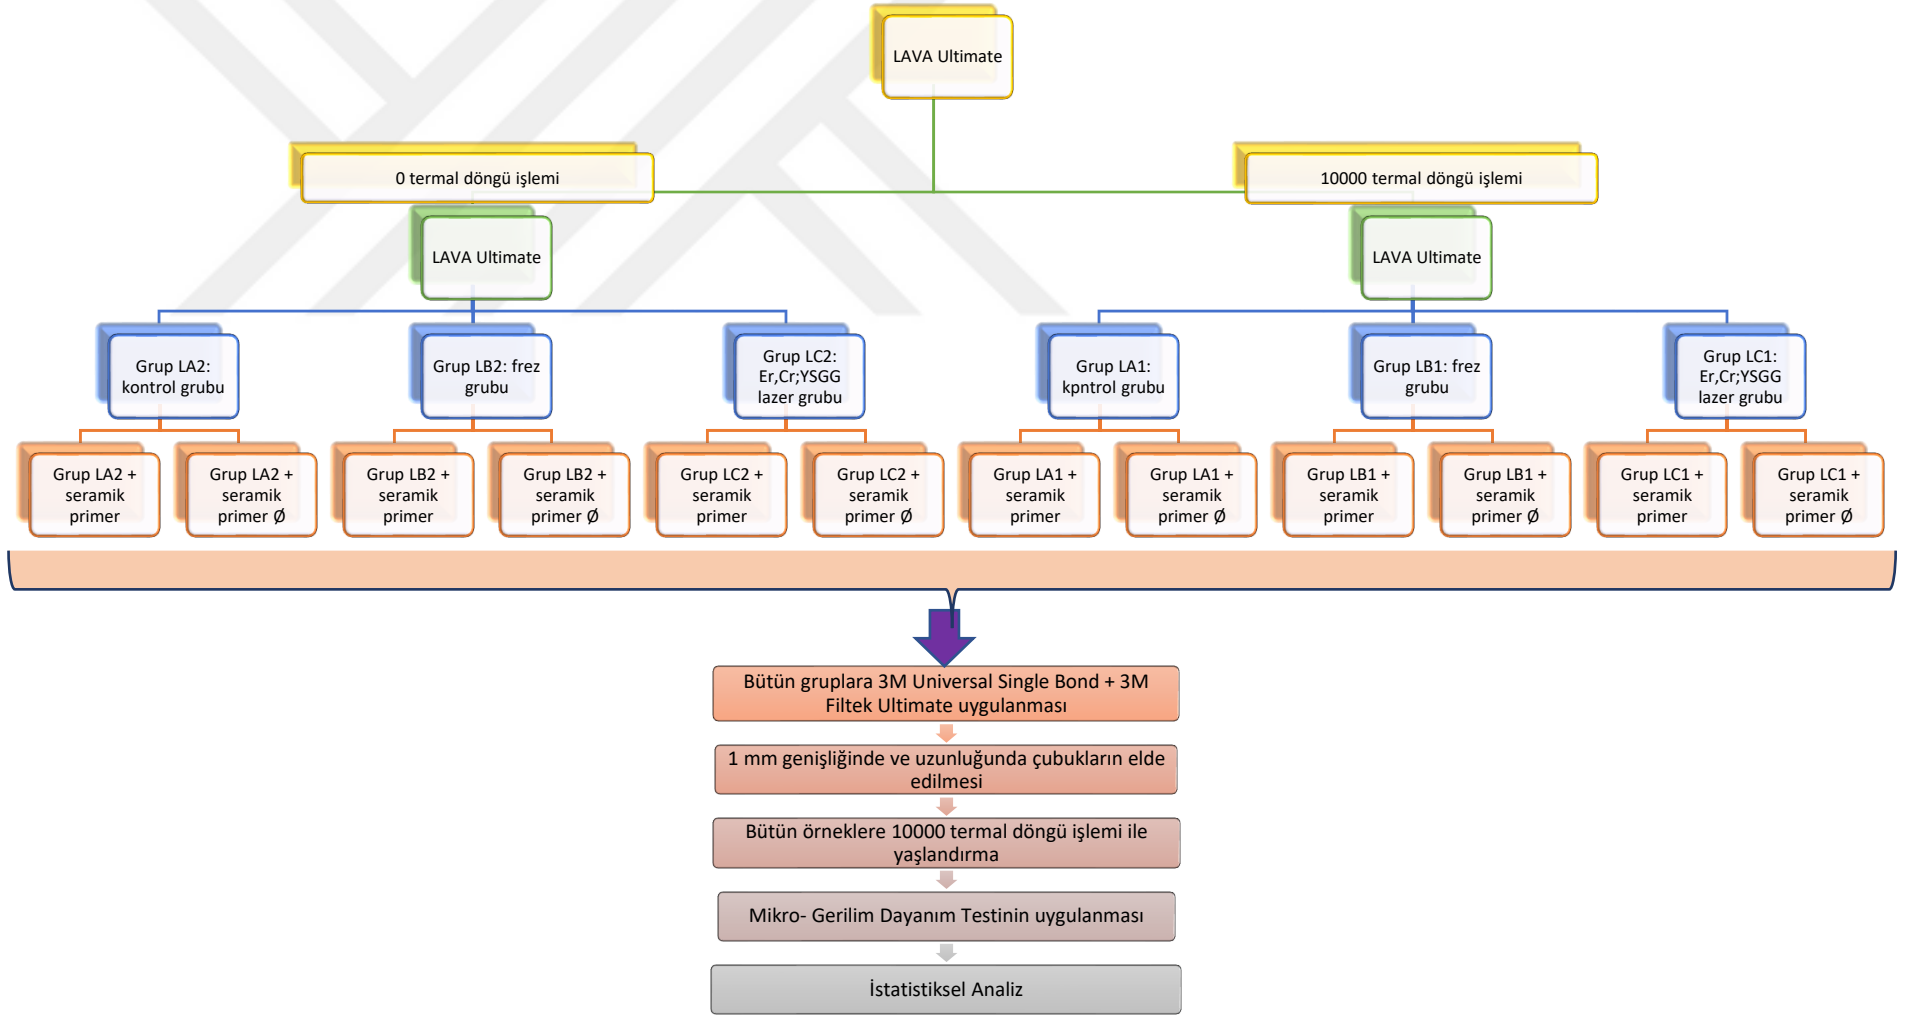 LAVA Ultimate
0 termal döngü işlemi
10000 termal döngü işlemi
LAVA Ultimate
LAVA Ultimate
Grup LA2:
kontrol grubu
Grup LB2: frez
grubu
Grup LC2:
Er,Cr;YSGG
lazer grubu
Grup LA1:
kpntrol grubu
Grup LB1: frez
grubu
Grup LC1:
Er,Cr;YSGG
lazer grubu
Grup LA2 +
seramik
primer
Grup LA2 +
seramik
primer Ø
Grup LB2 +
seramik
primer
Grup LB2 +
seramik
primer Ø
Grup LC2 +
seramik
primer
Grup LC2 +
seramik
primer Ø
Grup LA1 +
seramik
primer
Grup LA1 +
seramik
primer Ø
Grup LB1 +
seramik
primer
Grup LB1 +
seramik
primer Ø
Grup LC1 +
seramik
primer
Grup LC1 +
seramik
primer Ø
Bütün gruplara 3M Universal Single Bond + 3M
Filtek Ultimate uygulanması
1 mm genişliğinde ve uzunluğunda çubukların elde
edilmesi
Bütün örneklere 10000 termal döngü işlemi ile
yaşlandırma
Mikro- Gerilim Dayanım Testinin uygulanması
İstatistiksel Analiz